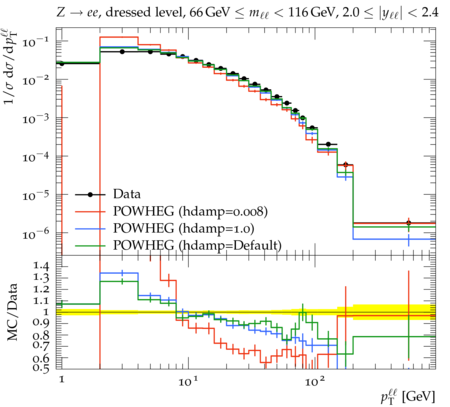 Z → ee, dressed level, 66 GeV ≤ mℓℓ < 116 GeV, 2.0 ≤ |yℓℓ| < 2.4
1/σ dσ/dpTℓℓ
10⁻¹
10⁻²
10⁻³
10⁻⁴
10⁻⁵
10⁻⁶
Data
POWHEG (hdamp=0.008)
POWHEG (hdamp=1.0)
POWHEG (hdamp=Default)
MC/Data
1.4
1.3
1.2
1.1
1
0.9
0.8
0.7
0.6
0.5
1 10¹ 10²
pTℓℓ [GeV]